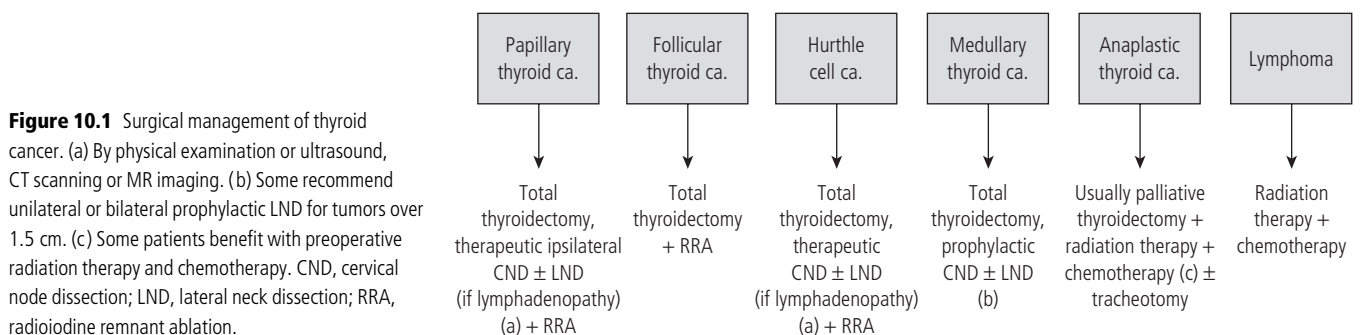 Figure 10.1 Surgical management of thyroid
cancer. (a) By physical examination or ultrasound,
CT scanning or MR imaging. (b) Some recommend
unilateral or bilateral prophylactic LND for tumors over
1.5 cm. (c) Some patients benefit with preoperative
radiation therapy and chemotherapy. CND, cervical
node dissection; LND, lateral neck dissection; RRA,
radioiodine remnant ablation.
Papillary
thyroid ca.
Total
thyroidectomy,
therapeutic ipsilateral
CND ± LND
(if lymphadenopathy)
(a) + RRA
Follicular
thyroid ca.
Total
thyroidectomy
+ RRA
Hurthle
cell ca.
Total
thyroidectomy,
therapeutic
CND ± LND
(if lymphadenopathy)
(a) + RRA
Medullary
thyroid ca.
Total
thyroidectomy,
prophylactic
CND ± LND
(b)
Anaplastic
thyroid ca.
Usually palliative
thyroidectomy +
radiation therapy +
chemotherapy (c) ±
tracheotomy
Lymphoma
Radiation
therapy +
chemotherapy